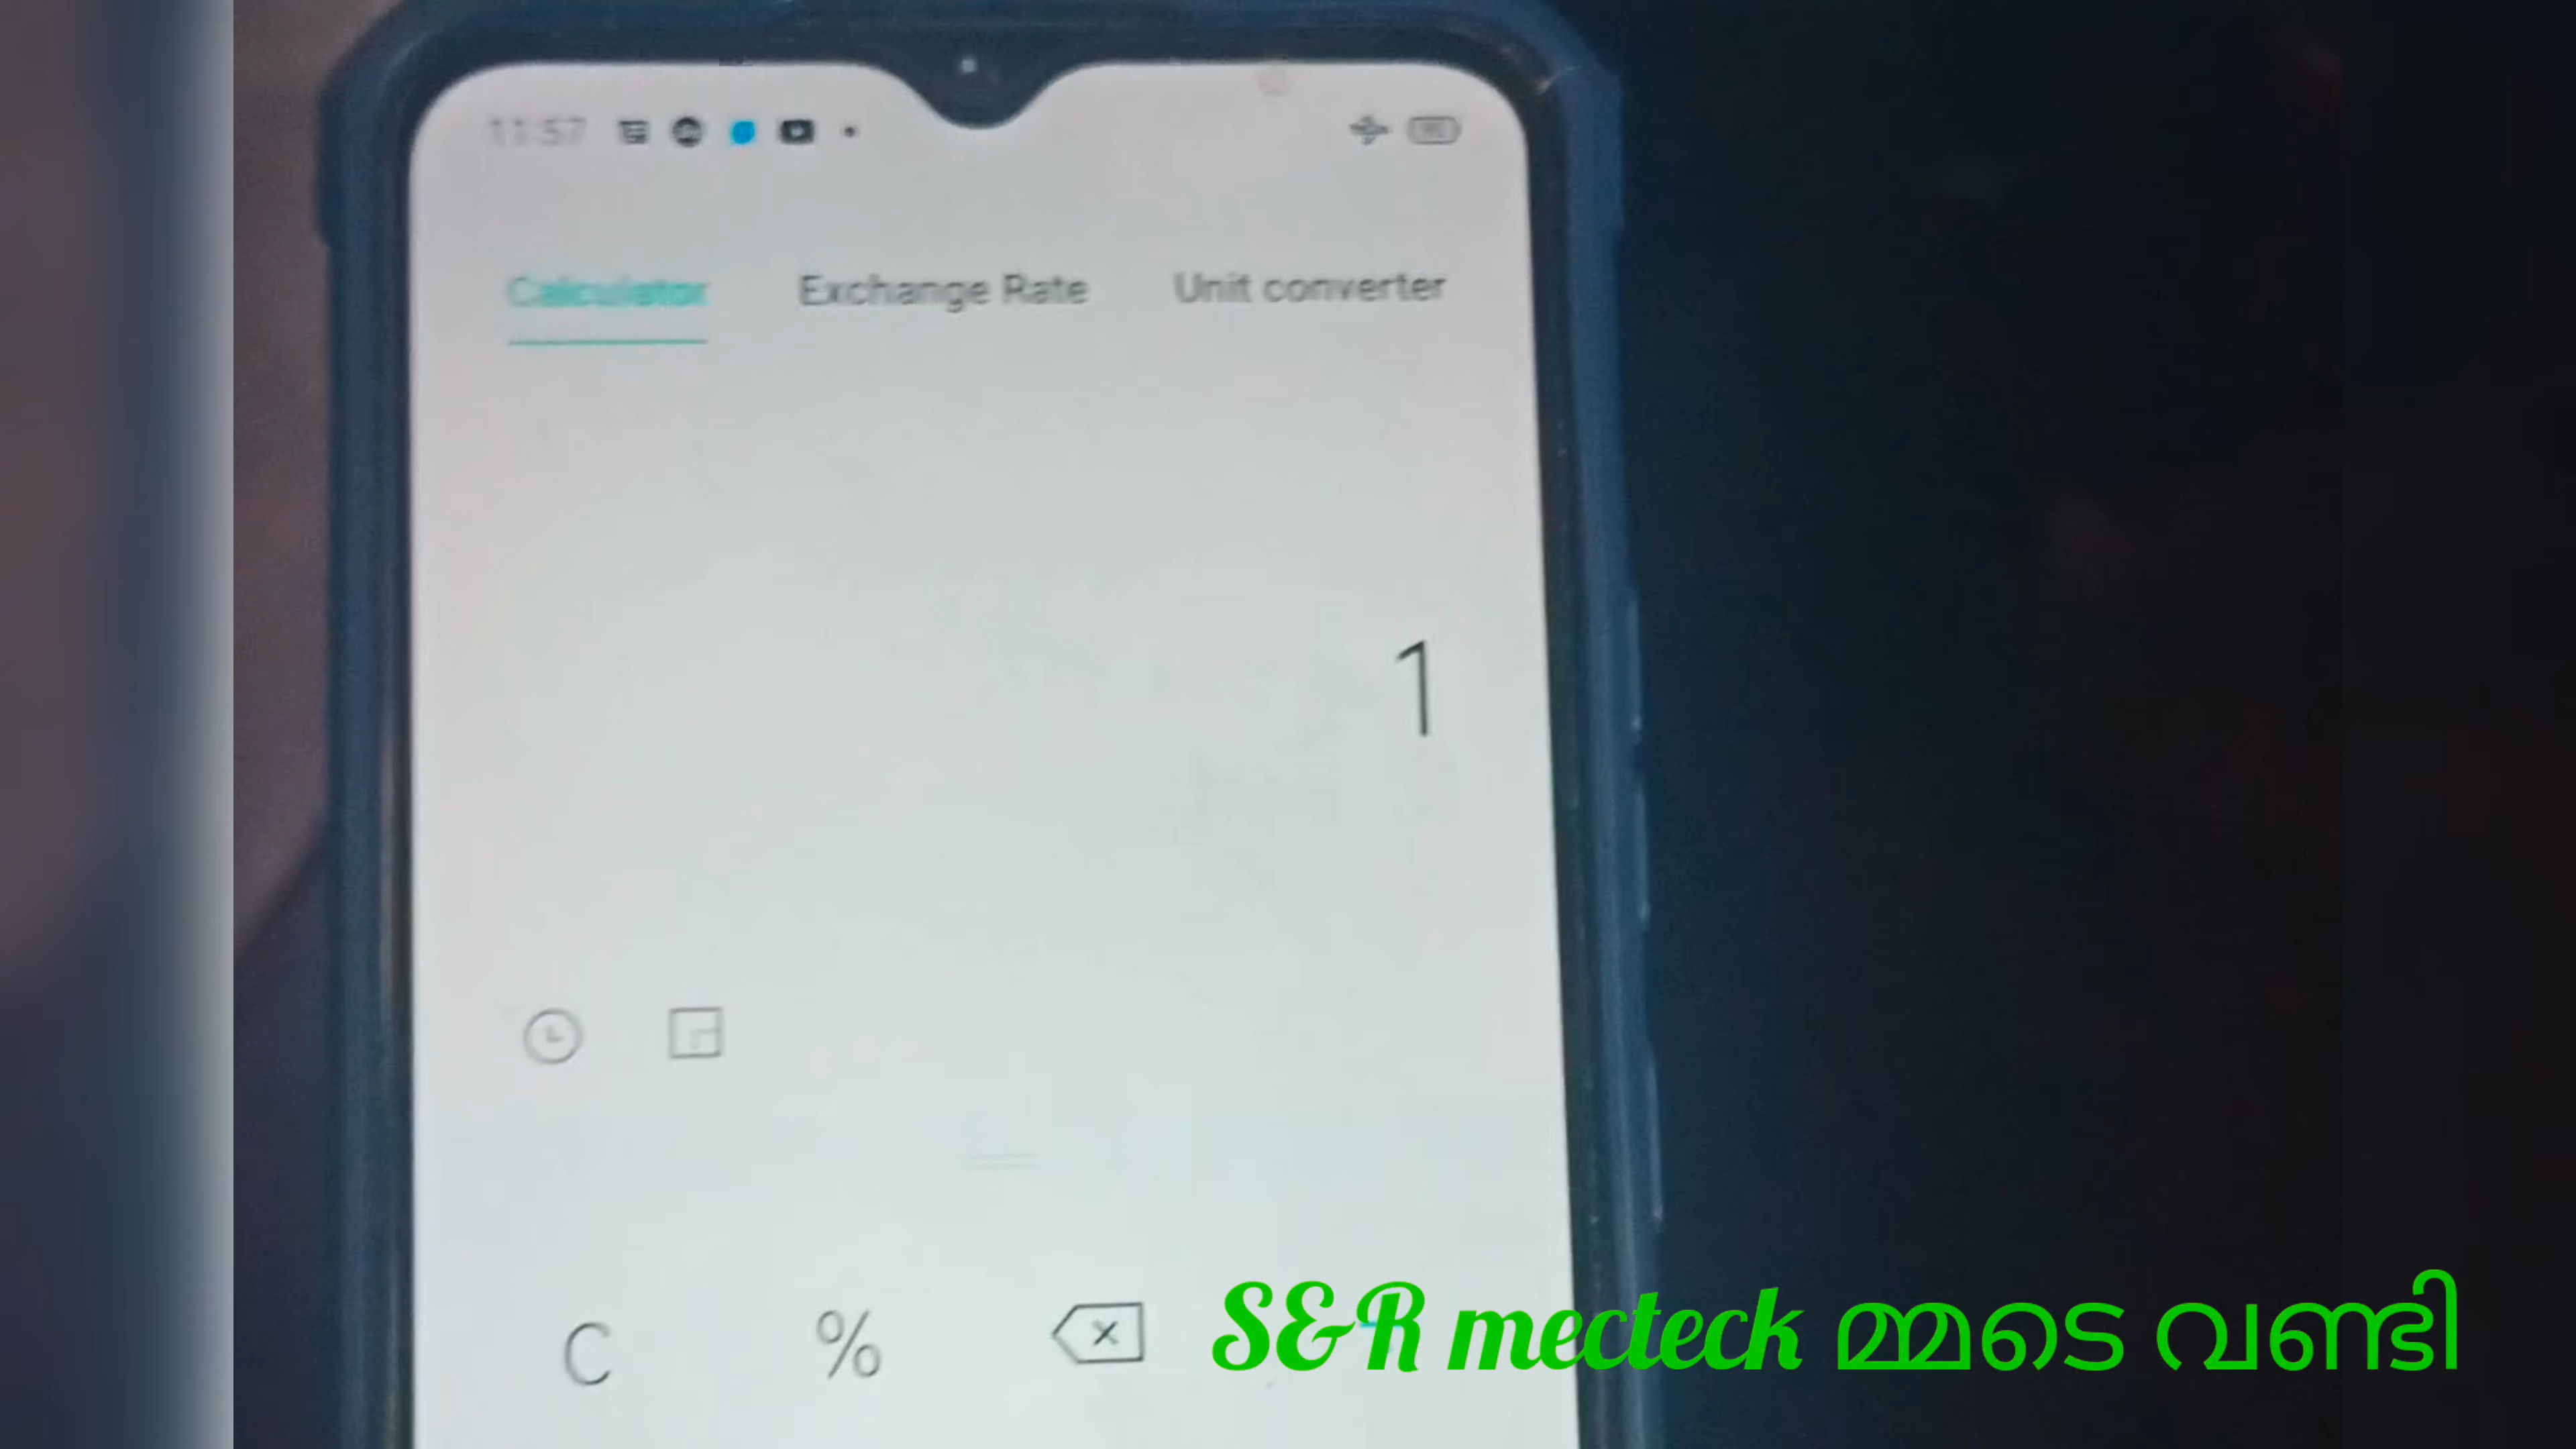 11:57
Calculator Exchange Rate Unit converter
1
C %
S&R mecteck മ്മടെ വണ്ടി